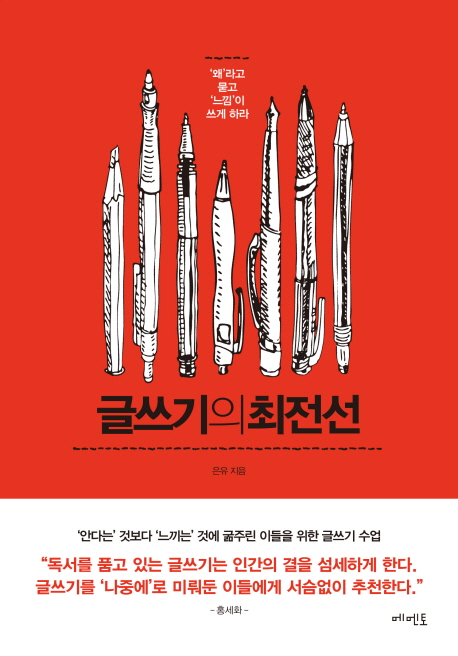 ‘왜’라고
묻고
‘느낌’이
쓰게 하라
글쓰기의 최전선
은유 지음
‘안다는’ 것보다 ‘느끼는’ 것에 굶주린 이들을 위한 글쓰기 수업
“독서를 품고 있는 글쓰기는 인간의 결을 섬세하게 한다.
글쓰기를 ‘나중에’로 미뤄둔 이들에게 서슴없이 추천한다.”
- 홍세화 -
메멘토